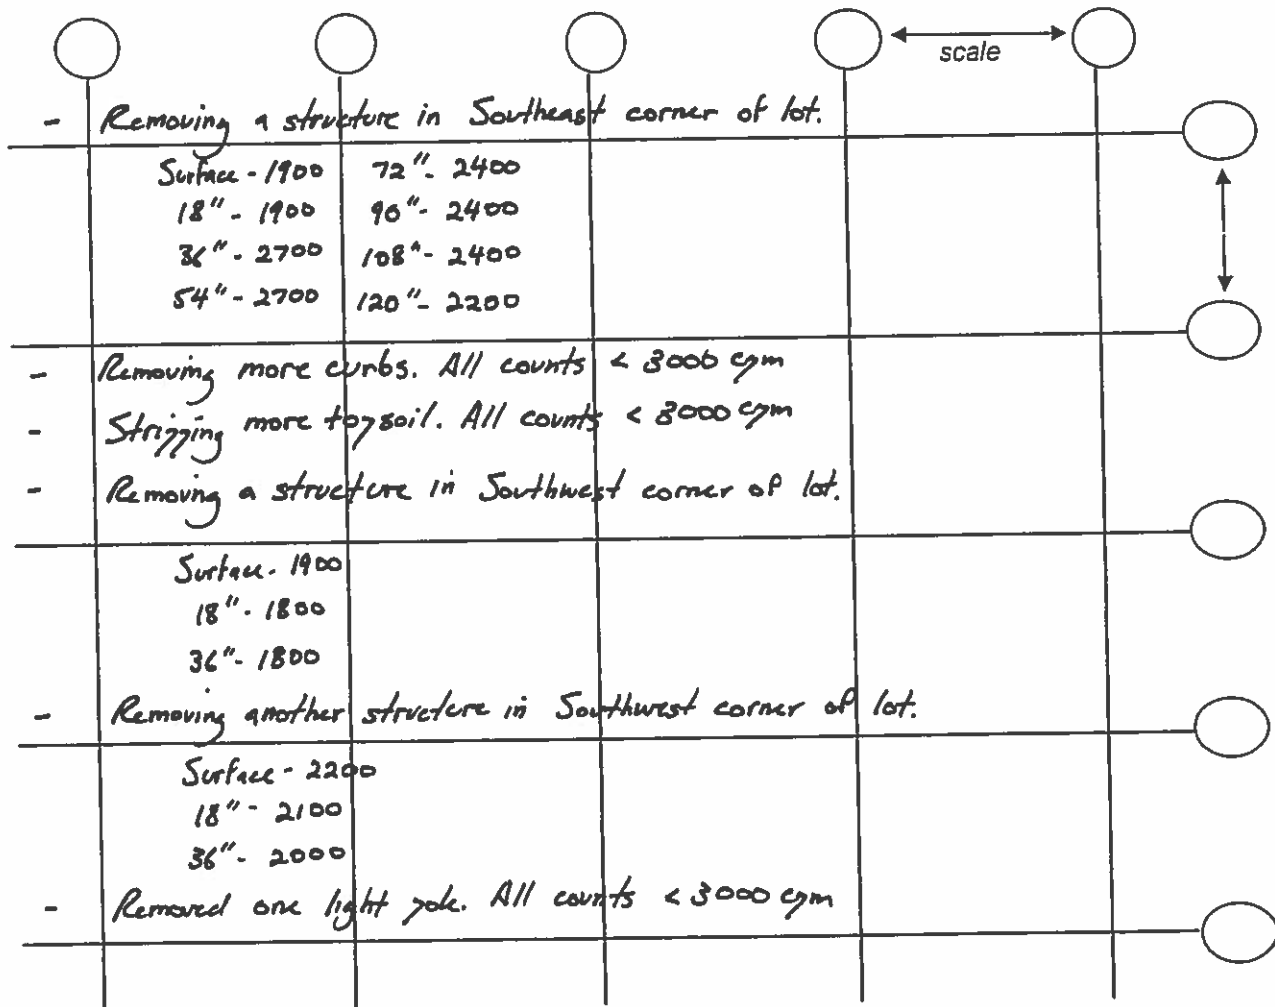 scale
- Removing a structure in Southeast corner of lot.
Surface - 1900 72" - 2400
18" - 1900 90" - 2400
36" - 2700 108" - 2400
54" - 2700 120" - 2200
- Removing more curbs. All counts < 3000 cpm
- Stripping more topsoil. All counts < 3000 cpm
- Removing a structure in Southwest corner of lot.
Surface - 1900
18" - 1800
36" - 1800
- Removing another structure in Southwest corner of lot.
Surface - 2200
18" - 2100
36" - 2000
- Removed one light pole. All counts < 3000 cpm